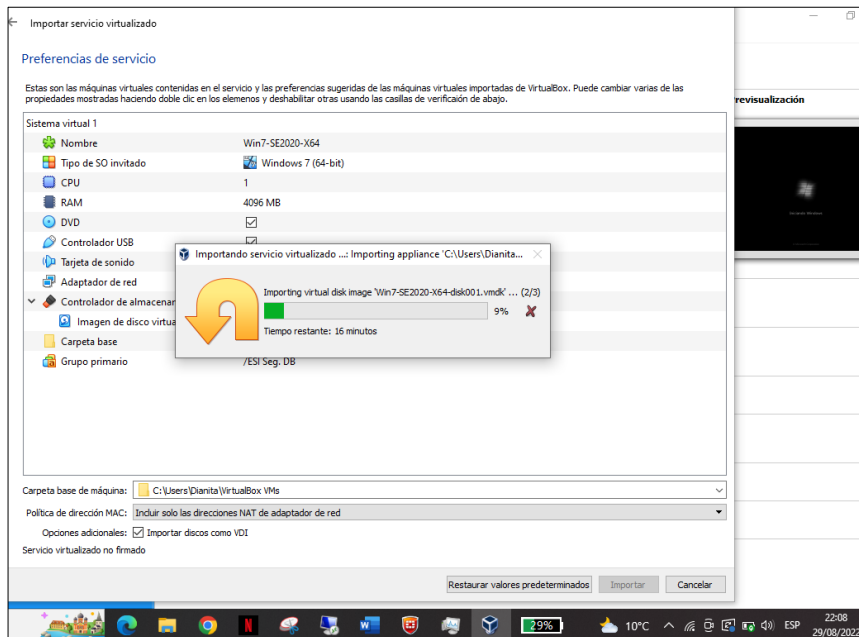 Importar servicio virtualizado
Preferencias de servicio
Estas son las máquinas virtuales contenidas en el servicio y las preferencias sugeridas de las máquinas virtuales importadas de VirtualBox. Puede cambiar varias de las
propiedades mostradas haciendo doble clic en los elemenos y deshabilitar otras usando las casillas de verificaión de abajo.
revisualización
Sistema virtual 1
Nombre Win7-SE2020-X64
Tipo de SO invitado Windows 7 (64-bit)
CPU 1
RAM 4096 MB
DVD
Controlador USB
Tarjeta de sonido
Adaptador de red
Controlador de almacenar
Imagen de disco virtua
Carpeta base
Grupo primario /ESI Seg. DB
Importando servicio virtualizado ...: Importing appliance 'C:\Users\Dianita...
Importing virtual disk image 'Win7-SE2020-X64-disk001.vmdk' ... (2/3)
9%
Tiempo restante: 16 minutos
Carpeta base de máquina: C:\Users\Dianita\VirtualBox VMs
Política de dirección MAC: Incluir solo las direcciones NAT de adaptador de red
Opciones adicionales: Importar discos como VDI
Servicio virtualizado no firmado
Restaurar valores predeterminados Importar Cancelar
29% 10°C ESP 22:08
29/08/2022